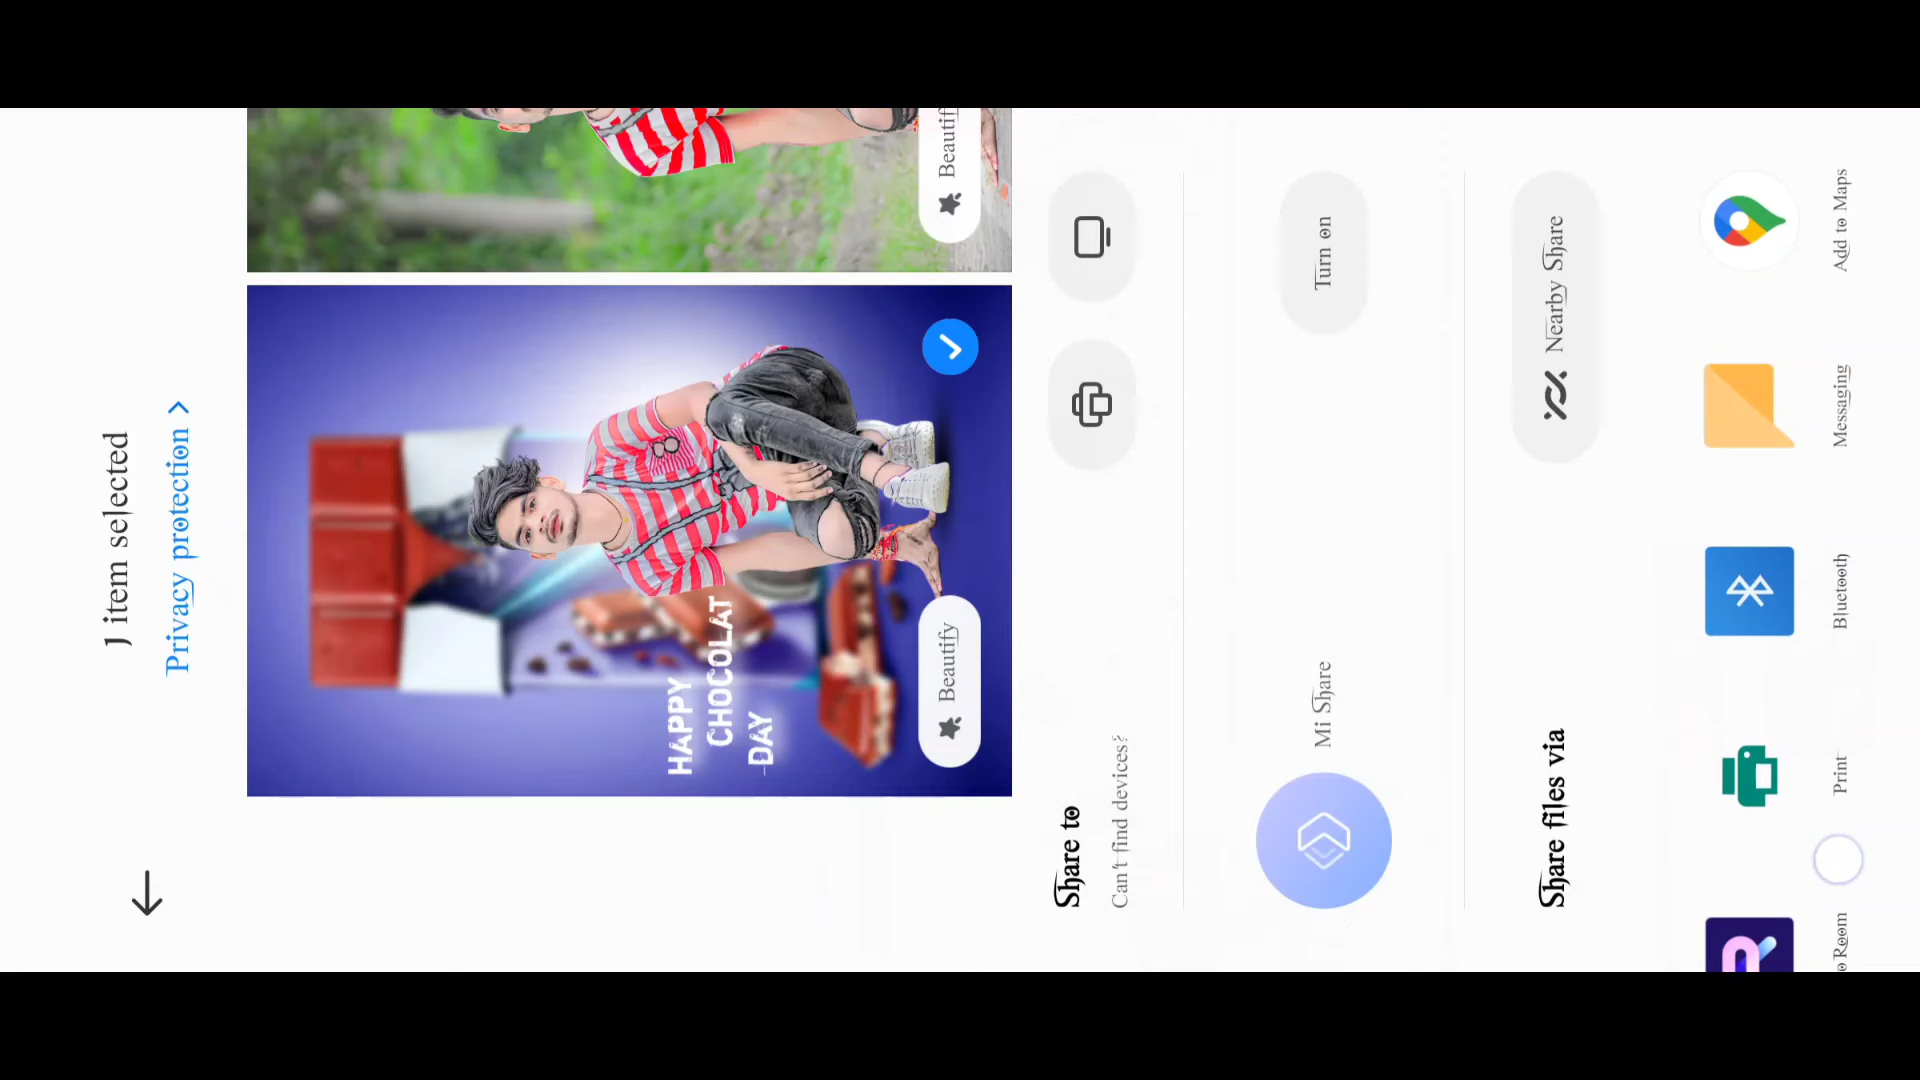 1 item selected
Privacy protection >
Beautify
HAPPY
CHOCOLAT
DAY
Beautify
Share to
Can't find devices?
Mi Share
Turn on
Share files via
Nearby Share
o Room
Print
Bluetooth
Messaging
Add to Maps